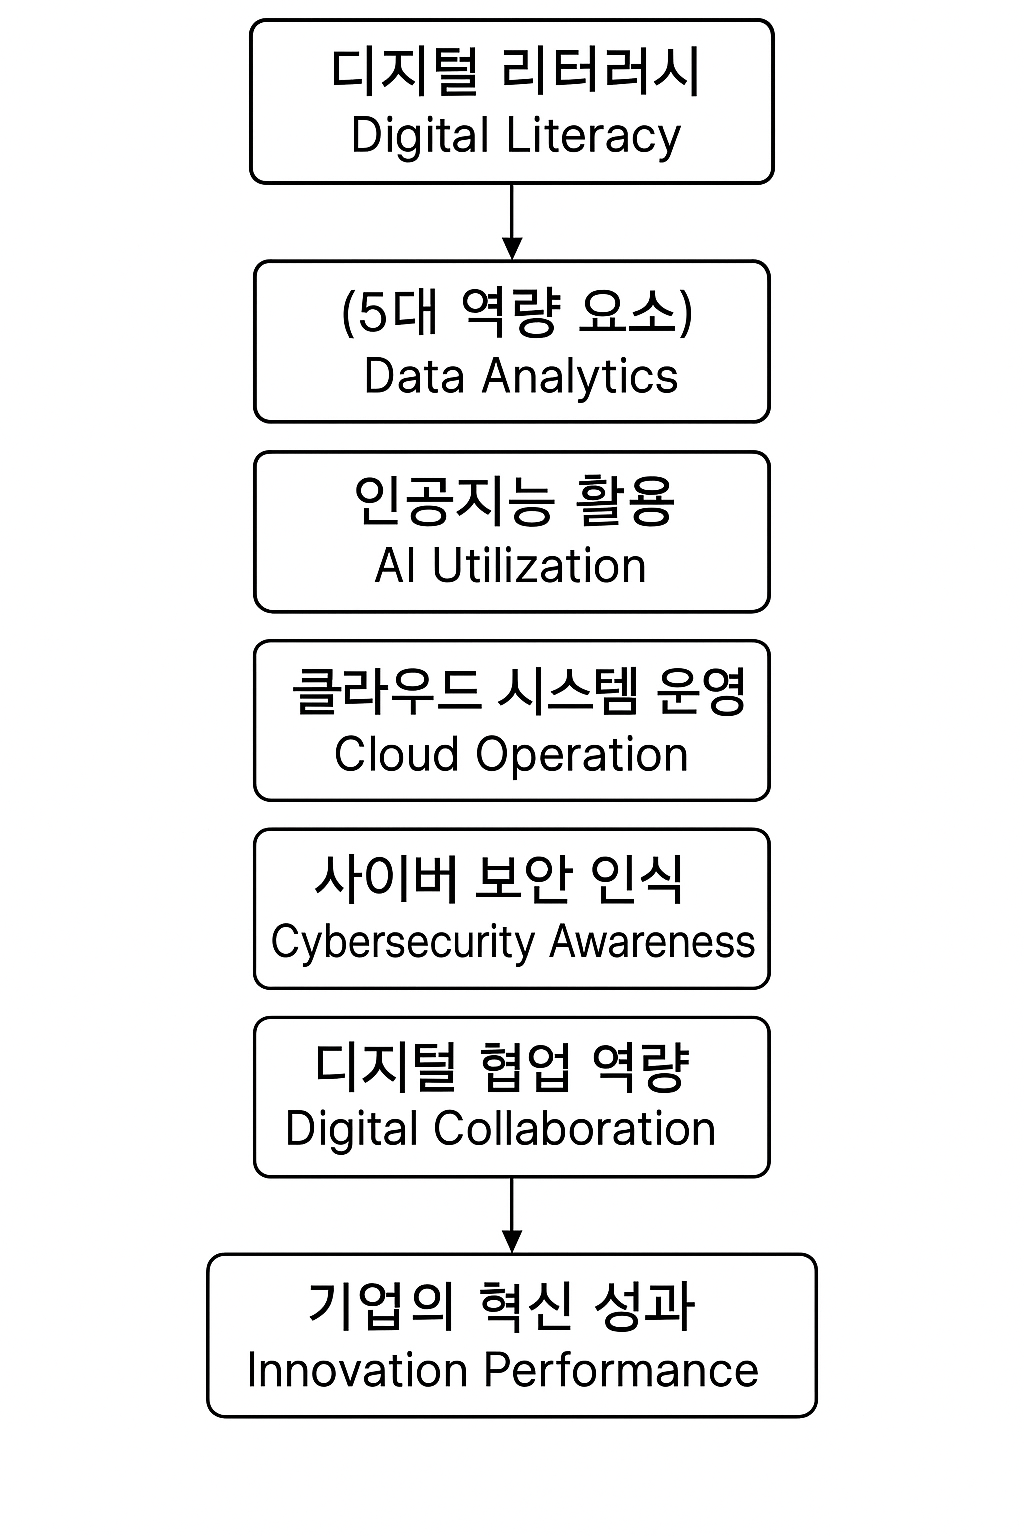 디지털 리터러시
Digital Literacy
(5대 역량 요소)
Data Analytics
인공지능 활용
AI Utilization
클라우드 시스템 운영
Cloud Operation
사이버 보안 인식
Cybersecurity Awareness
디지털 협업 역량
Digital Collaboration
기업의 혁신 성과
Innovation Performance